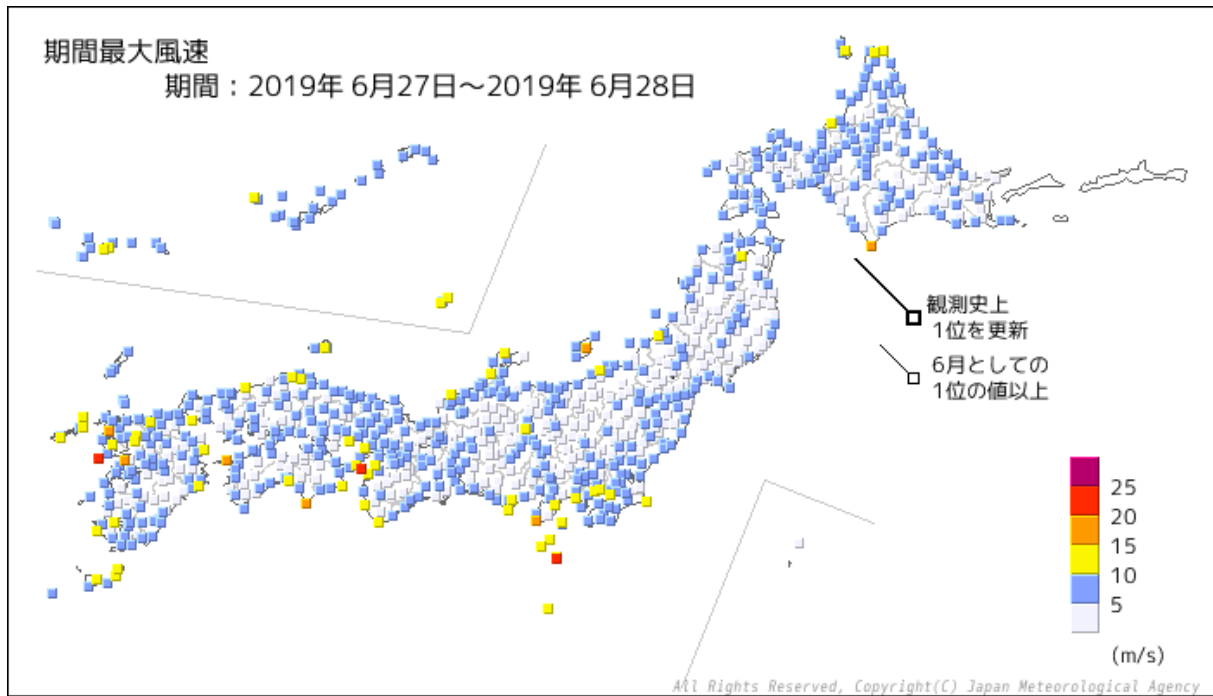 期間最大風速
期間：2019年 6月27日～2019年 6月28日
観測史上
1位を更新
6月としての
1位の値以上
25
20
15
10
5
(m/s)
All Rights Reserved, Copyright(C) Japan Meteorological Agency